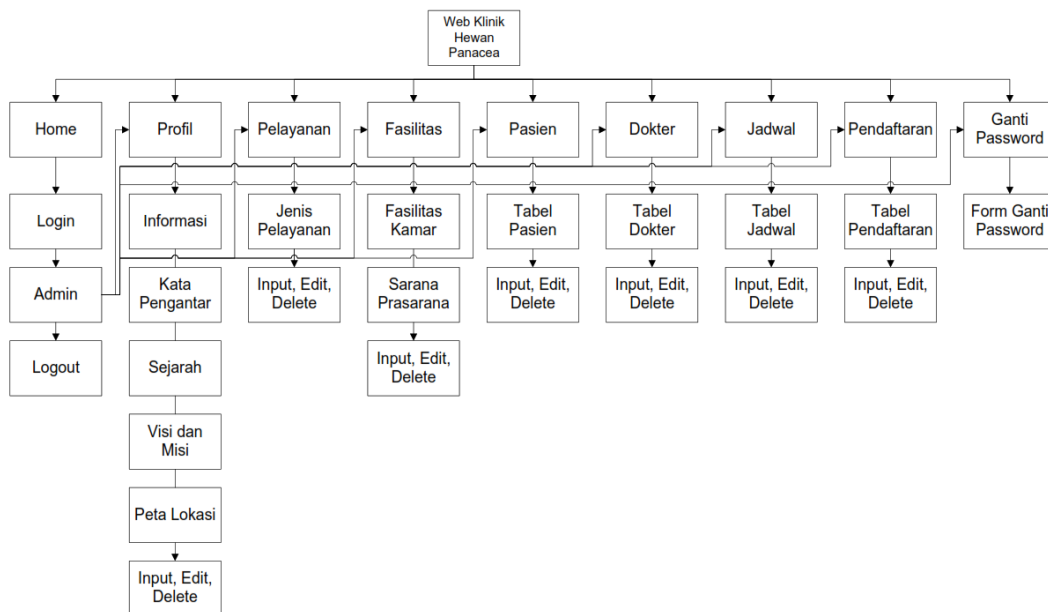 Web Klinik
Hewan
Panacea
Home
Profil
Pelayanan
Fasilitas
Pasien
Dokter
Jadwal
Pendaftaran
Ganti
Password
Login
Informasi
Jenis
Pelayanan
Fasilitas
Kamar
Tabel
Pasien
Tabel
Dokter
Tabel
Jadwal
Tabel
Pendaftaran
Form Ganti
Password
Admin
Kata
Pengantar
Input, Edit,
Delete
Sarana
Prasarana
Input, Edit,
Delete
Input, Edit,
Delete
Input, Edit,
Delete
Input, Edit,
Delete
Logout
Sejarah
Input, Edit,
Delete
Visi dan
Misi
Peta Lokasi
Input, Edit,
Delete